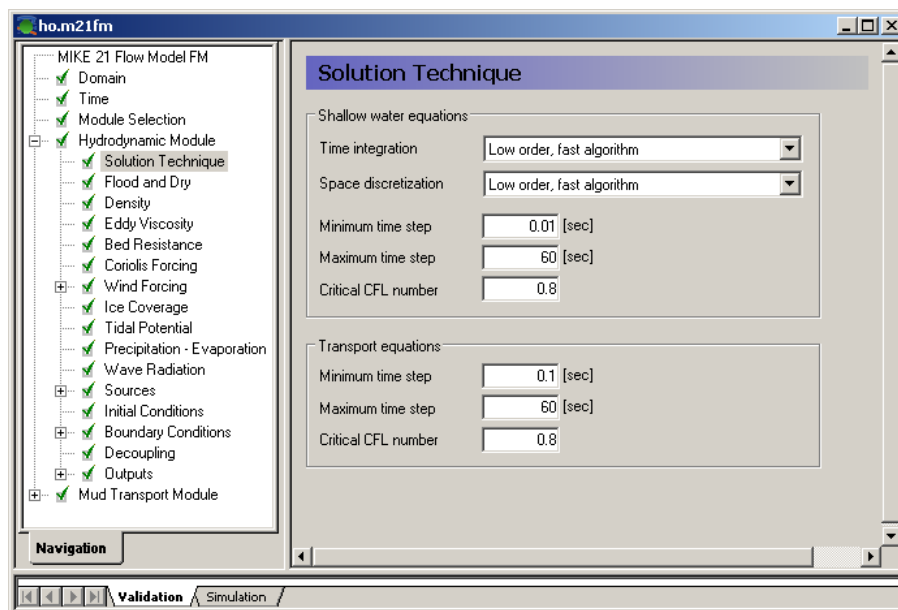 ho.m21fm
MIKE 21 Flow Model FM
Domain
Time
Module Selection
Hydrodynamic Module
Solution Technique
Flood and Dry
Density
Eddy Viscosity
Bed Resistance
Coriolis Forcing
Wind Forcing
Ice Coverage
Tidal Potential
Precipitation - Evaporation
Wave Radiation
Sources
Initial Conditions
Boundary Conditions
Decoupling
Outputs
Mud Transport Module
Navigation
Solution Technique
Shallow water equations
Time integration Low order, fast algorithm
Space discretization Low order, fast algorithm
Minimum time step 0.01 [sec]
Maximum time step 60 [sec]
Critical CFL number 0.8
Transport equations
Minimum time step 0.1 [sec]
Maximum time step 60 [sec]
Critical CFL number 0.8
Validation Simulation